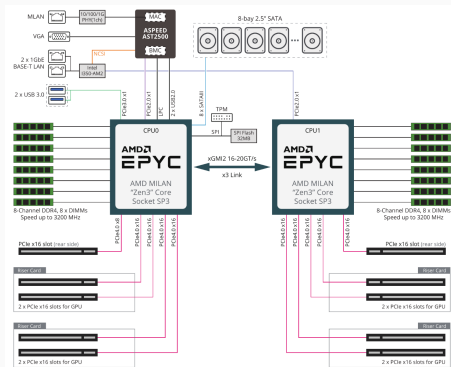 MLAN
10/100/1G
PHY(1ch)
MAC
ASPEED
AST2500
BMC
8-bay 2.5" SATA
VGA
NCSI
2 x 1GbE
BASE-T LAN
Intel
I350 AM2
2 x USB 3.0
PCIe3.0 x1
PCIe2.0 x1
LPC
2 x USB2.0
8 x SATAIII
TPM
SPI
SPI Flash
32MB
PCIe2.0 x1
CPU0
AMD
EPYC
AMD MILAN
"Zen3" Core
Socket SP3
xGMI2 16-20GT/s
x3 Link
CPU1
AMD
EPYC
AMD MILAN
"Zen3" Core
Socket SP3
8-Channel DDR4, 8 x DIMMs
Speed up to 3200 MHz
8-Channel DDR4, 8 x DIMMs
Speed up to 3200 MHz
PCIe4.0 x8
PCIe4.0 x16
PCIe4.0 x16
PCIe4.0 x16
PCIe4.0 x16
PCIe4.0 x16
PCIe4.0 x16
PCIe4.0 x16
PCIe4.0 x16
PCIe4.0 x16
PCIe x16 slot (rear side)
PCIe x16 slot (rear side)
Riser Card
2 x PCIe x16 slots for GPU
Riser Card
2 x PCIe x16 slots for GPU
Riser Card
2 x PCIe x16 slots for GPU
Riser Card
2 x PCIe x16 slots for GPU